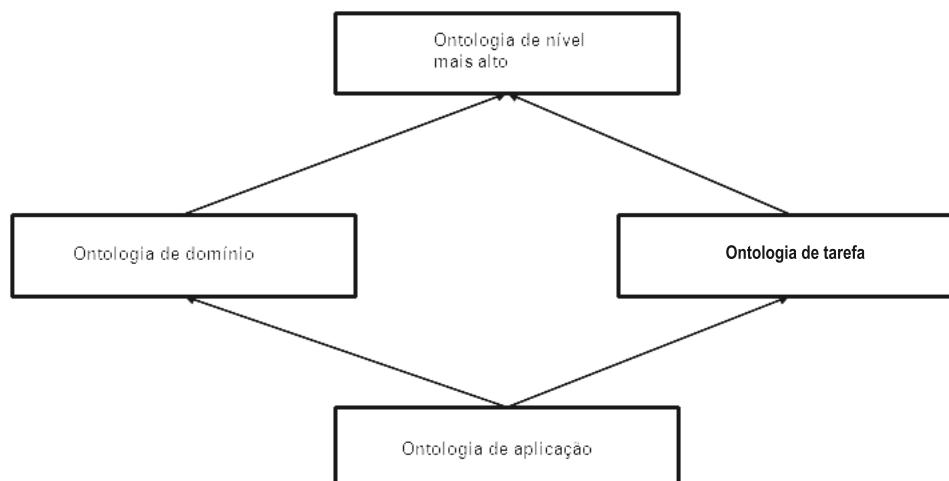 Ontologia de nível
mais alto
Ontologia de domínio
Ontologia de tarefa
Ontologia de aplicação